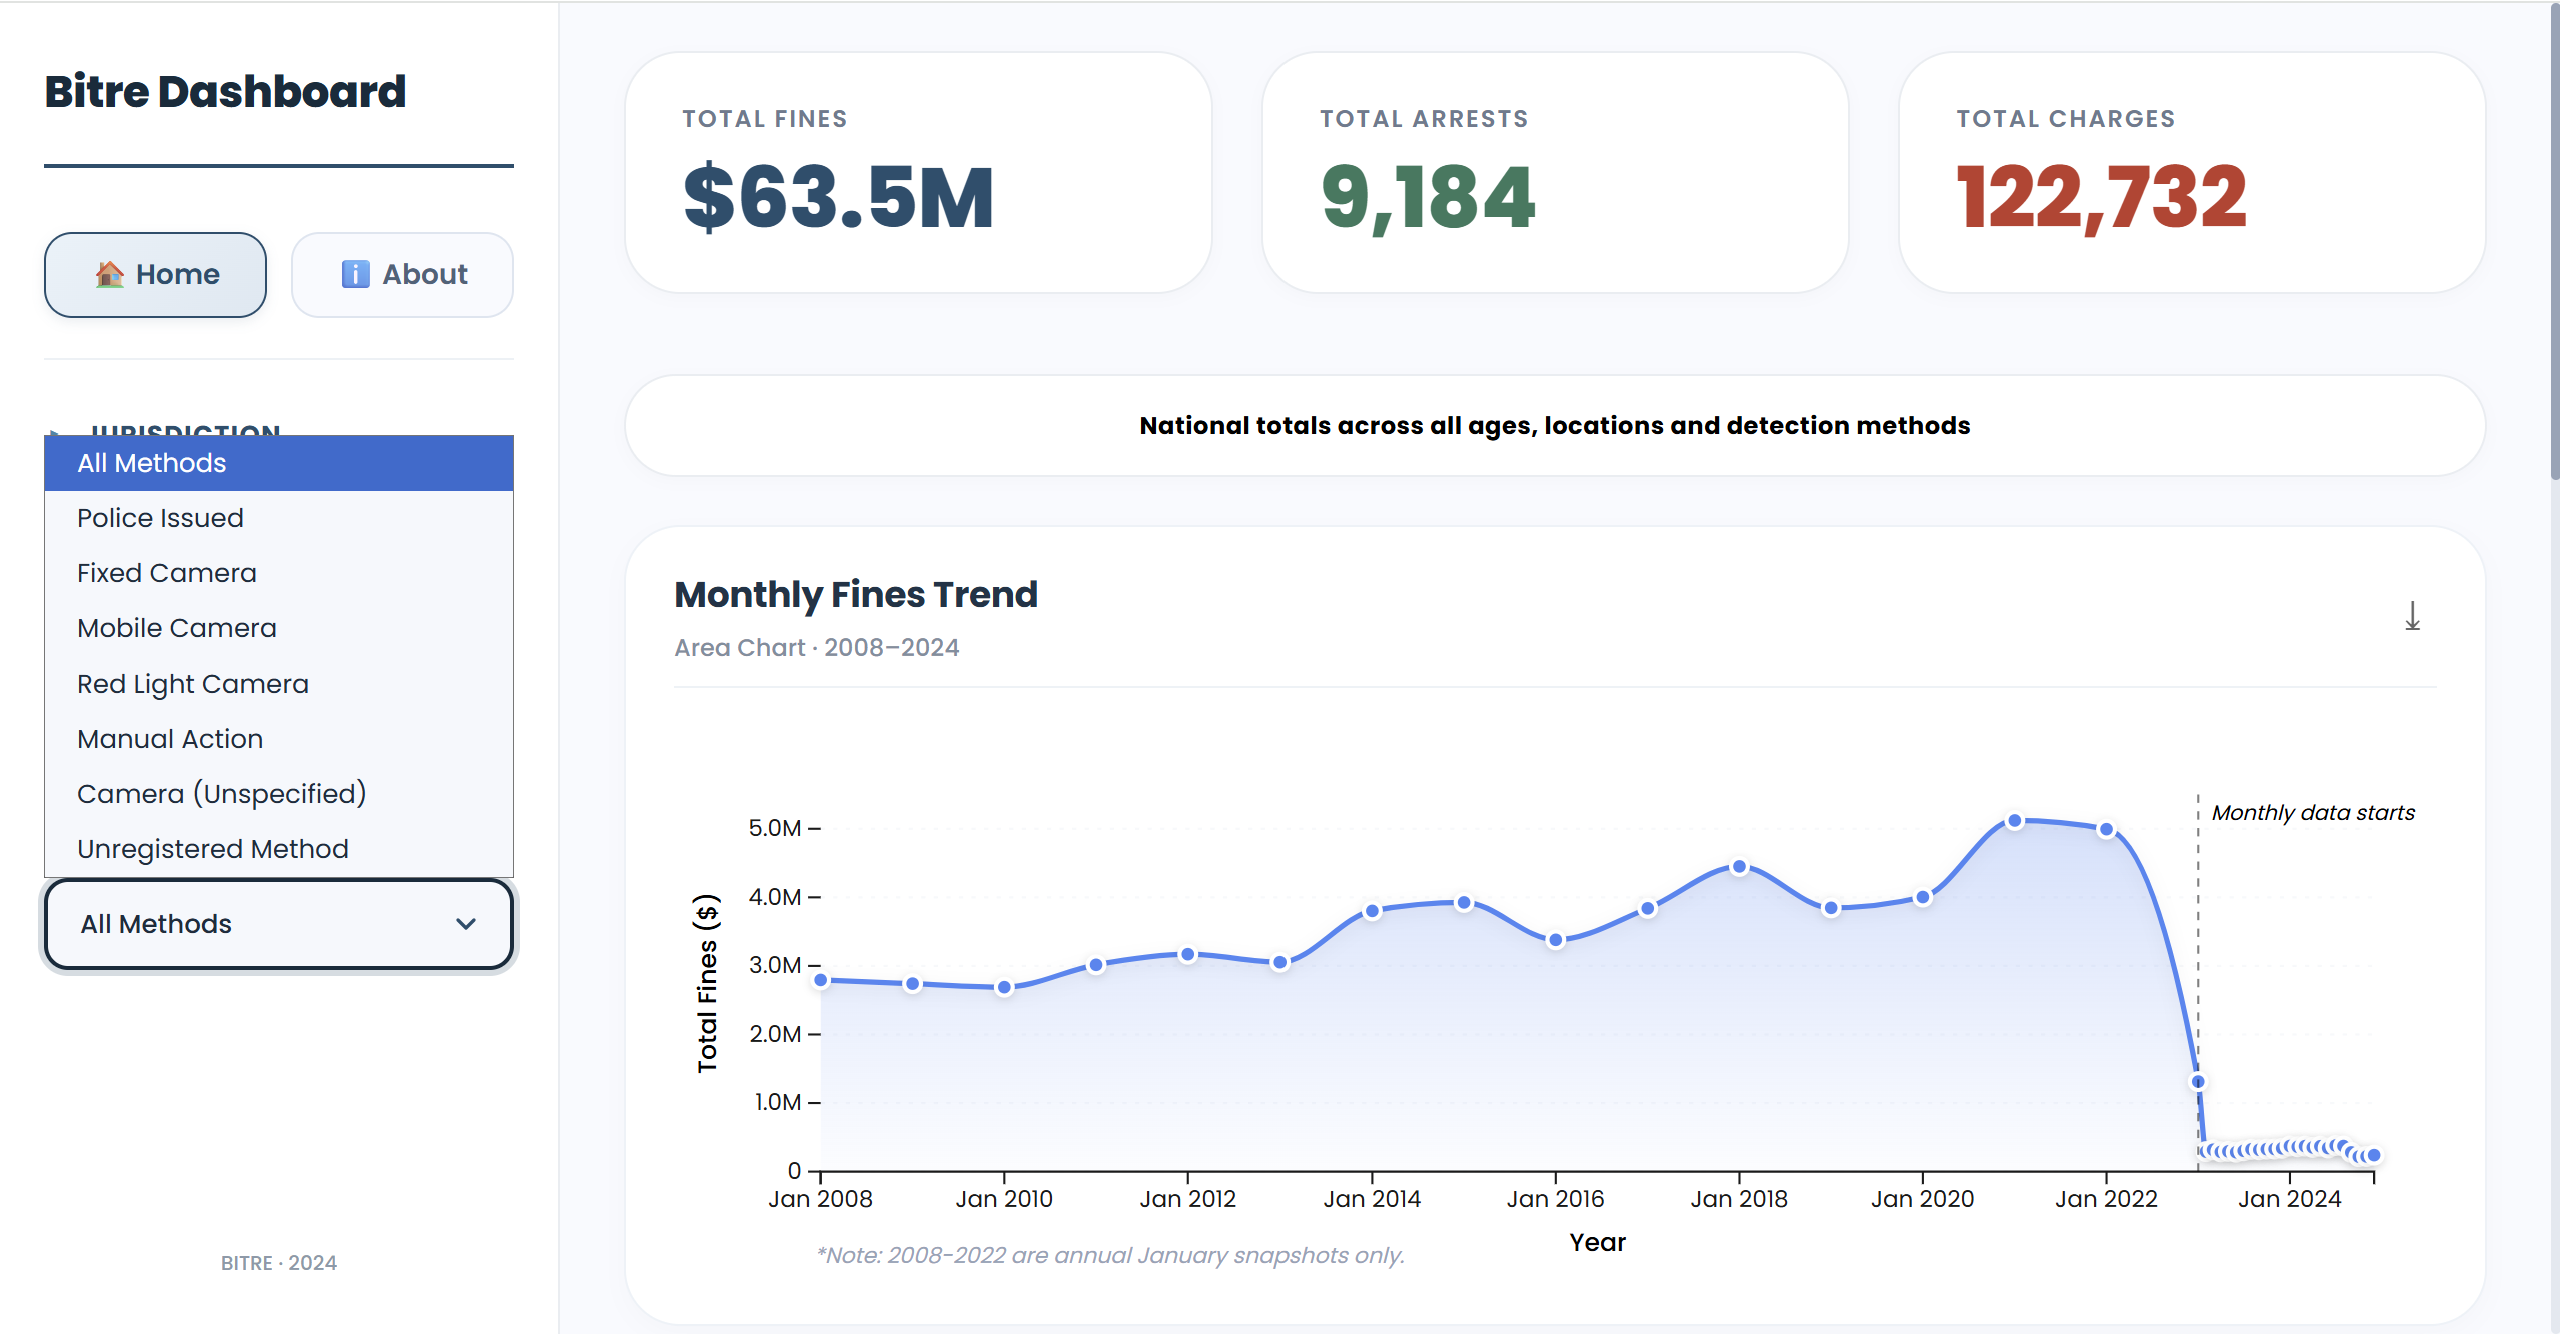 Bitre Dashboard
🏠 Home
ℹ️ About
JURISDICTION
All Methods
Police Issued
Fixed Camera
Mobile Camera
Red Light Camera
Manual Action
Camera (Unspecified)
Unregistered Method
All Methods
BITRE · 2024
TOTAL FINES
$63.5M
TOTAL ARRESTS
9,184
TOTAL CHARGES
122,732
National totals across all ages, locations and detection methods
Monthly Fines Trend
Area Chart · 2008–2024
Monthly data starts
Total Fines ($)
5.0M
4.0M
3.0M
2.0M
1.0M
0
Jan 2008
Jan 2010
Jan 2012
Jan 2014
Jan 2016
Jan 2018
Jan 2020
Jan 2022
Jan 2024
Year
*Note: 2008-2022 are annual January snapshots only.